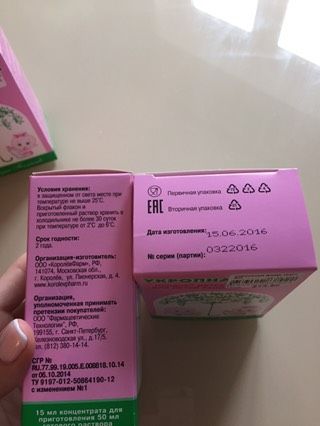 Условия хранения:
в защищенном от света месте при
температуре не выше 25°C.
Вскрытый флакон и
приготовленный раствор хранить в
холодильнике не более 30 суток
при температуре от 2°C до 6°C
Срок годности:
2 года.
Организация-изготовитель:
ООО «КоролёвФарм», РФ,
141074, Московская обл.,
г. Королёв, ул. Пионерская, д. 4.
www.korolevpharm.ru
Организация,
уполномоченная принимать
претензии покупателей:
ООО "Фармацевтические
Технологии", РФ,
199155, г. Санкт-Петербург,
Железноводская ул., д.17/5
тел. (812) 380-14-14.
СГР №
RU.77.99.19.005.Е.008818.10.14
от 06.10.2014
ТУ 9197-012-50864190-12
с изменением №1
15 мл концентрата для
приготовления 50 мл
готового раствора
Первичная упаковка
ЕАС
Вторичная упаковка
Дата изготовления: 15.06.2016
№ серии (партии): 0322016